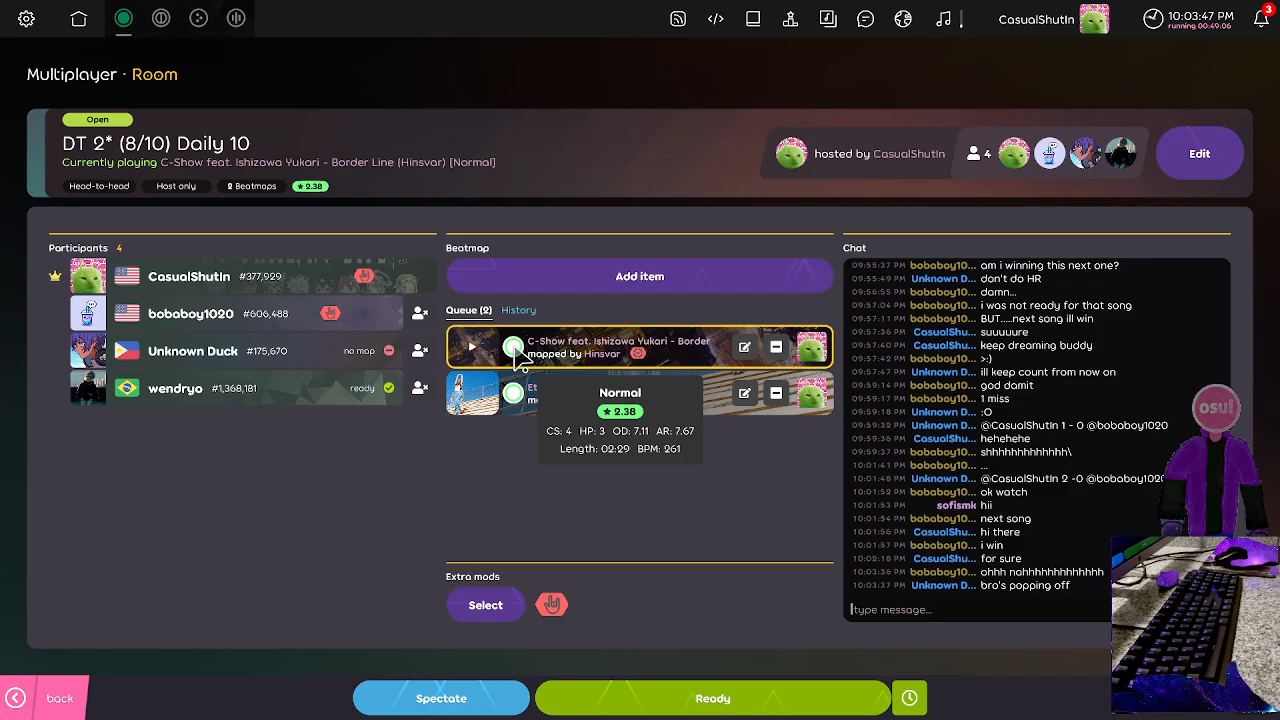 CasualShutIn
10:03:47 PM
running 00:49:06
3
Multiplayer · Room
Open
DT 2* (8/10) Daily 10
Currently playing C-Show feat. Ishizawa Yukari - Border Line (Hinsvar) [Normal]
Head-to-head
Host only
2 Beatmaps
2.38
hosted by CasualShutIn
4
Edit
Participants 4
CasualShutIn #377,929
bobaboy1020
Unknown Duck #175,670 no map
wendryo #1,368,181 ready
Beatmap
Add item
Queue (2)
History
C-Show feat. Ishizawa Yukari - Border
mapped by Hinsvar
Normal
2.38
CS: 4 HP: 3 OD: 7.11 AR: 7.67
Length: 02:29 BPM: 261
Extra mods
Select
Chat
09:55:37 PM bobaboy10... am i winning this next one?
09:55:49 PM Unknown D... don't do HR
09:56:55 PM bobaboy10... damn...
09:57:04 PM bobaboy10... i was not ready for that song
09:57:11 PM bobaboy10... BUT.....next song ill win
09:57:36 PM CasualShu... suuuuure
09:57:40 PM CasualShu... keep dreaming buddy
09:57:42 PM bobaboy10... >:)
09:57:47 PM Unknown D... ill keep count from now on
09:59:14 PM bobaboy10... god damit
09:59:17 PM bobaboy10... 1 miss
09:59:18 PM Unknown D... :O
09:59:32 PM Unknown D... @CasualShutIn 1 - 0 @bobaboy1020
09:59:36 PM CasualShu... hehehehe
09:59:37 PM bobaboy10... shhhhhhhhhhhh\
10:01:41 PM bobaboy10... ...
10:01:48 PM Unknown D... @CasualShutIn 2 -0 @bobaboy1020
10:01:52 PM bobaboy10... ok watch
10:01:53 PM sofismk hii
10:01:54 PM bobaboy10... next song
10:01:56 PM CasualShu... hi there
10:01:57 PM bobaboy10... i win
10:02:18 PM CasualShu... for sure
10:03:36 PM bobaboy10... ohhh nahhhhhhhhhhhhh
10:03:37 PM Unknown D... bro's popping off
type message...
osu!
back
Spectate
Ready